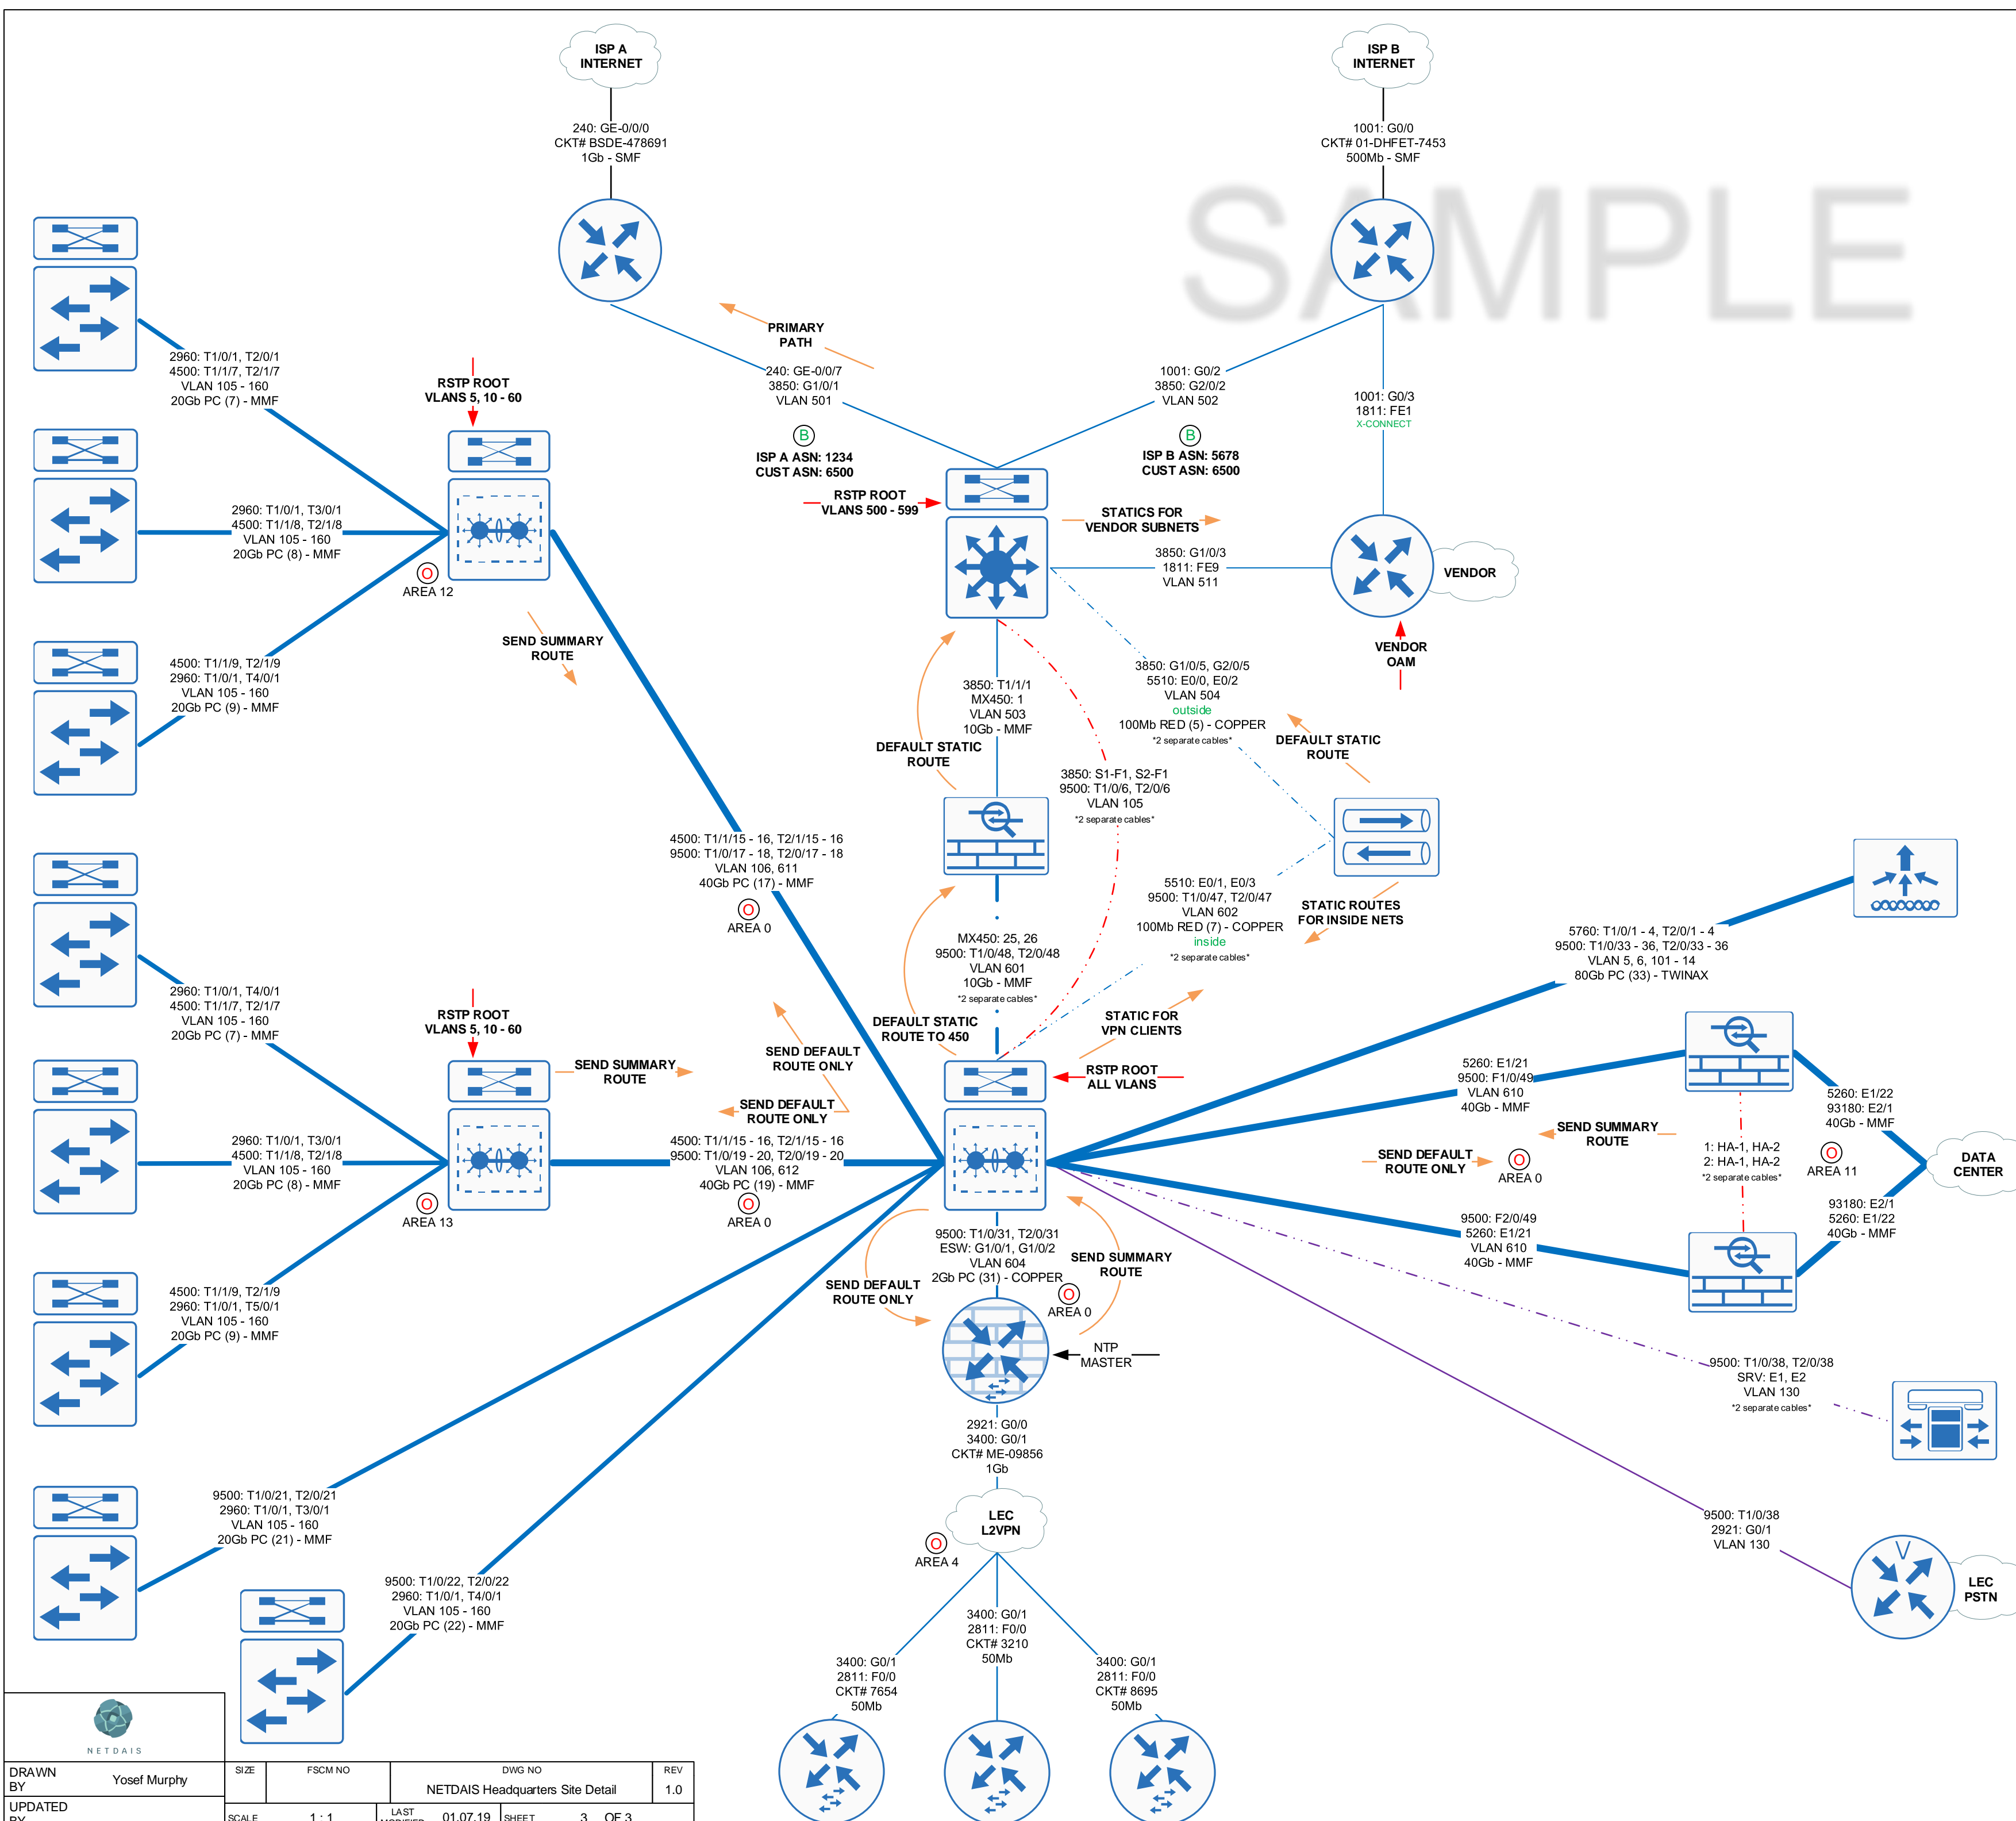 ISP A
INTERNET
ISP B
INTERNET
240: GE-0/0/0
CKT# BSDE-478691
1Gb - SMF
1001: G0/0
CKT# 01-DHFET-7453
500Mb - SMF
SAMPLE
PRIMARY
PATH
240: GE-0/0/7
3850: G1/0/1
VLAN 501
1001: G0/2
3850: G2/0/2
VLAN 502
1001: G0/3
1811: FE1
X-CONNECT
2960: T1/0/1, T2/0/1
4500: T1/1/7, T2/1/7
VLAN 105 - 160
20Gb PC (7) - MMF
RSTP ROOT
VLANS 5, 10 - 60
B
ISP A ASN: 1234
CUST ASN: 6500
B
ISP B ASN: 5678
CUST ASN: 6500
RSTP ROOT
VLANS 500 - 599
STATICS FOR
VENDOR SUBNETS
2960: T1/0/1, T3/0/1
4500: T1/1/8, T2/1/8
VLAN 105 - 160
20Gb PC (8) - MMF
O
AREA 12
3850: G1/0/3
1811: FE9
VLAN 511
VENDOR
SEND SUMMARY
ROUTE
VENDOR
OAM
4500: T1/1/9, T2/1/9
2960: T1/0/1, T4/0/1
VLAN 105 - 160
20Gb PC (9) - MMF
3850: T1/1/1
MX450: 1
VLAN 503
10Gb - MMF
3850: G1/0/5, G2/0/5
5510: E0/0, E0/2
VLAN 504
outside
100Mb RED (5) - COPPER
*2 separate cables*
DEFAULT STATIC
ROUTE
DEFAULT STATIC
ROUTE
3850: S1-F1, S2-F1
9500: T1/0/6, T2/0/6
VLAN 105
*2 separate cables*
4500: T1/1/15 - 16, T2/1/15 - 16
9500: T1/0/17 - 18, T2/0/17 - 18
VLAN 106, 611
40Gb PC (17) - MMF
O
AREA 0
5510: E0/1, E0/3
9500: T1/0/47, T2/0/47
VLAN 602
100Mb RED (7) - COPPER
inside
*2 separate cables*
STATIC ROUTES
FOR INSIDE NETS
MX450: 25, 26
9500: T1/0/48, T2/0/48
VLAN 601
10Gb - MMF
*2 separate cables*
5760: T1/0/1 - 4, T2/0/1 - 4
9500: T1/0/33 - 36, T2/0/33 - 36
VLAN 5, 6, 101 - 14
80Gb PC (33) - TWINAX
2960: T1/0/1, T4/0/1
4500: T1/1/7, T2/1/7
VLAN 105 - 160
20Gb PC (7) - MMF
RSTP ROOT
VLANS 5, 10 - 60
DEFAULT STATIC
ROUTE TO 450
STATIC FOR
VPN CLIENTS
SEND DEFAULT
ROUTE ONLY
SEND SUMMARY
ROUTE
RSTP ROOT
ALL VLANS
SEND DEFAULT
ROUTE ONLY
5260: E1/21
9500: F1/0/49
VLAN 610
40Gb - MMF
5260: E1/22
93180: E2/1
40Gb - MMF
SEND SUMMARY
ROUTE
2960: T1/0/1, T3/0/1
4500: T1/1/8, T2/1/8
VLAN 105 - 160
20Gb PC (8) - MMF
4500: T1/1/15 - 16, T2/1/15 - 16
9500: T1/0/19 - 20, T2/0/19 - 20
VLAN 106, 612
40Gb PC (19) - MMF
O
AREA 0
SEND DEFAULT
ROUTE ONLY
O
AREA 0
1: HA-1, HA-2
2: HA-1, HA-2
*2 separate cables*
O
AREA 11
DATA
CENTER
O
AREA 13
9500: F2/0/49
5260: E1/21
VLAN 610
40Gb - MMF
93180: E2/1
5260: E1/22
40Gb - MMF
9500: T1/0/31, T2/0/31
ESW: G1/0/1, G1/0/2
VLAN 604
2Gb PC (31) - COPPER
SEND SUMMARY
ROUTE
SEND DEFAULT
ROUTE ONLY
O
AREA 0
4500: T1/1/9, T2/1/9
2960: T1/0/1, T5/0/1
VLAN 105 - 160
20Gb PC (9) - MMF
NTP
MASTER
9500: T1/0/38, T2/0/38
SRV: E1, E2
VLAN 130
*2 separate cables*
2921: G0/0
3400: G0/1
CKT# ME-09856
1Gb
9500: T1/0/21, T2/0/21
2960: T1/0/1, T3/0/1
VLAN 105 - 160
20Gb PC (21) - MMF
LEC
L2VPN
O
AREA 4
9500: T1/0/38
2921: G0/1
VLAN 130
V
LEC
PSTN
9500: T1/0/22, T2/0/22
2960: T1/0/1, T4/0/1
VLAN 105 - 160
20Gb PC (22) - MMF
3400: G0/1
2811: F0/0
CKT# 3210
50Mb
3400: G0/1
2811: F0/0
CKT# 7654
50Mb
3400: G0/1
2811: F0/0
CKT# 8695
50Mb
NETDAIS
DRAWN
BY
Yosef Murphy
SIZE
FSCM NO
DWG NO
NETDAIS Headquarters Site Detail
REV
1.0
UPDATED
BY
SCALE
1 : 1
LAST
MODIFIED
01.07.19
SHEET
3 OF 3